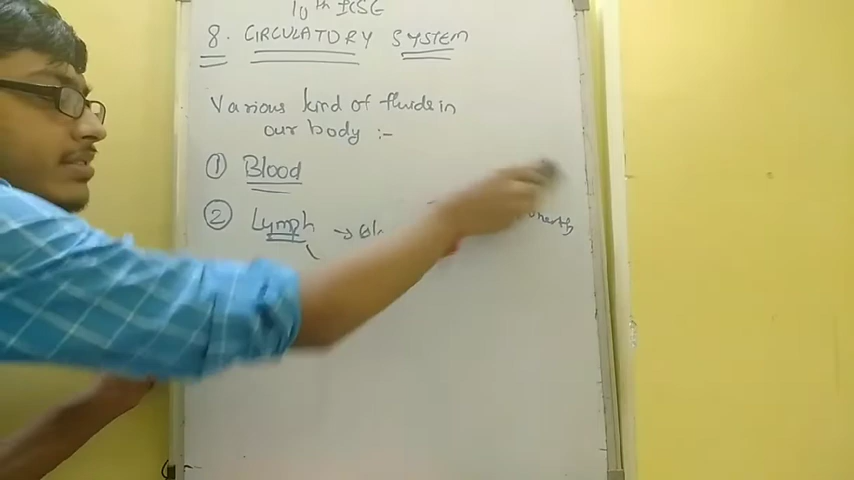 10th ICSE
8. CIRCULATORY SYSTEM
Various kind of fluids in
our body :-
① Blood
② Lymph →